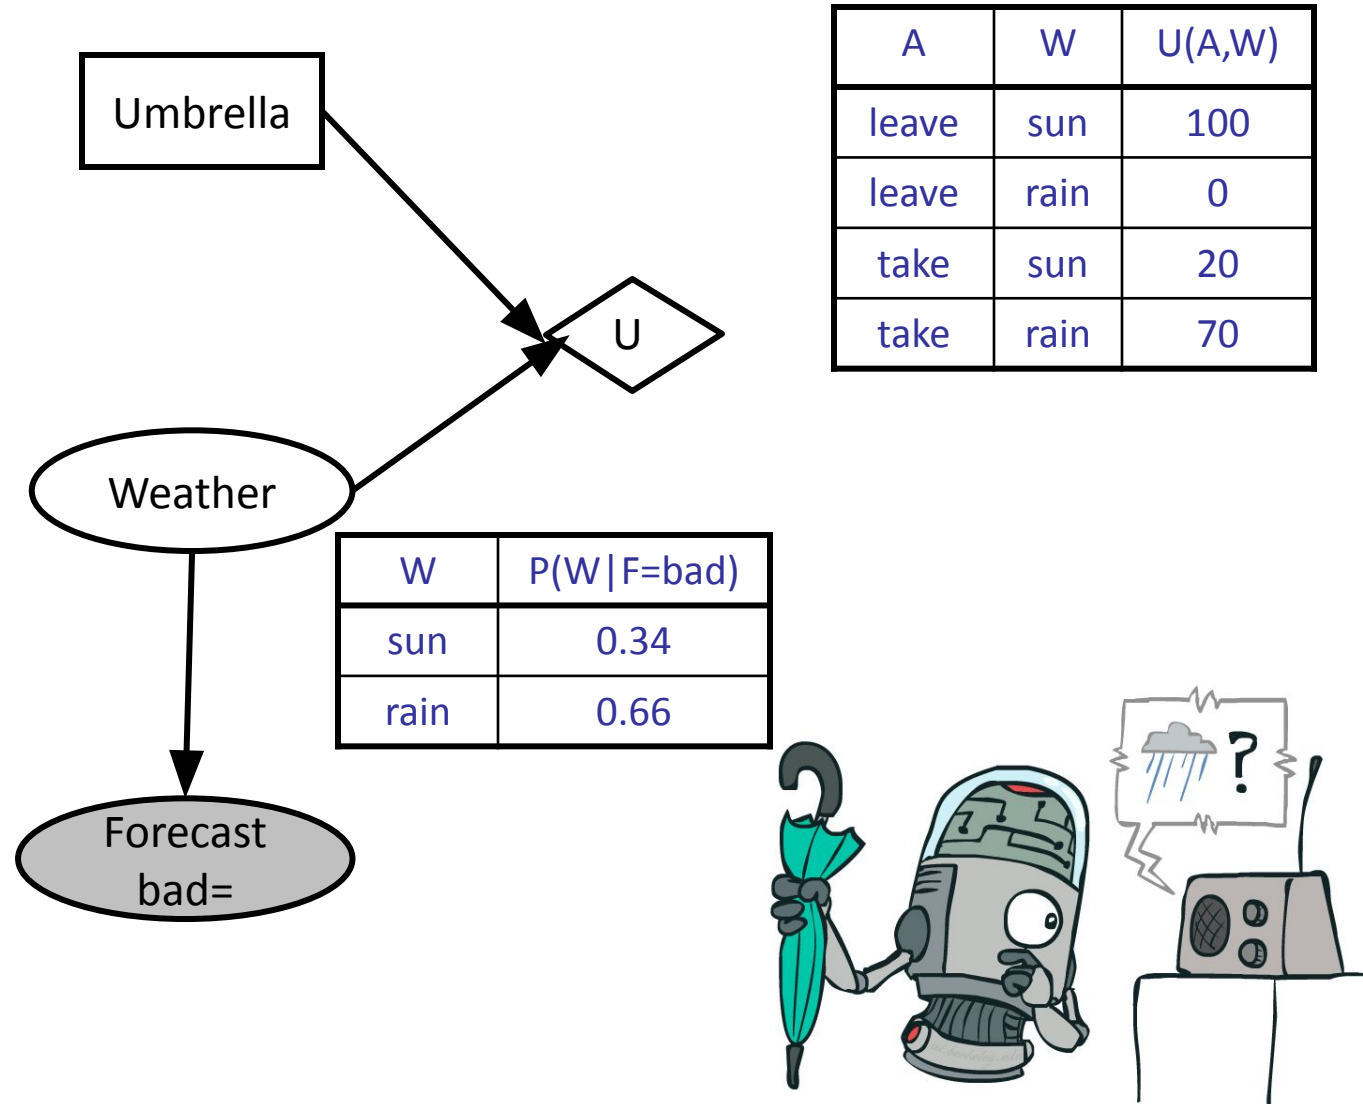 Umbrella
A W U(A,W)
leave sun 100
leave rain 0
take sun 20
take rain 70
U
Weather
W P(W|F=bad)
sun 0.34
rain 0.66
Forecast
bad=
?